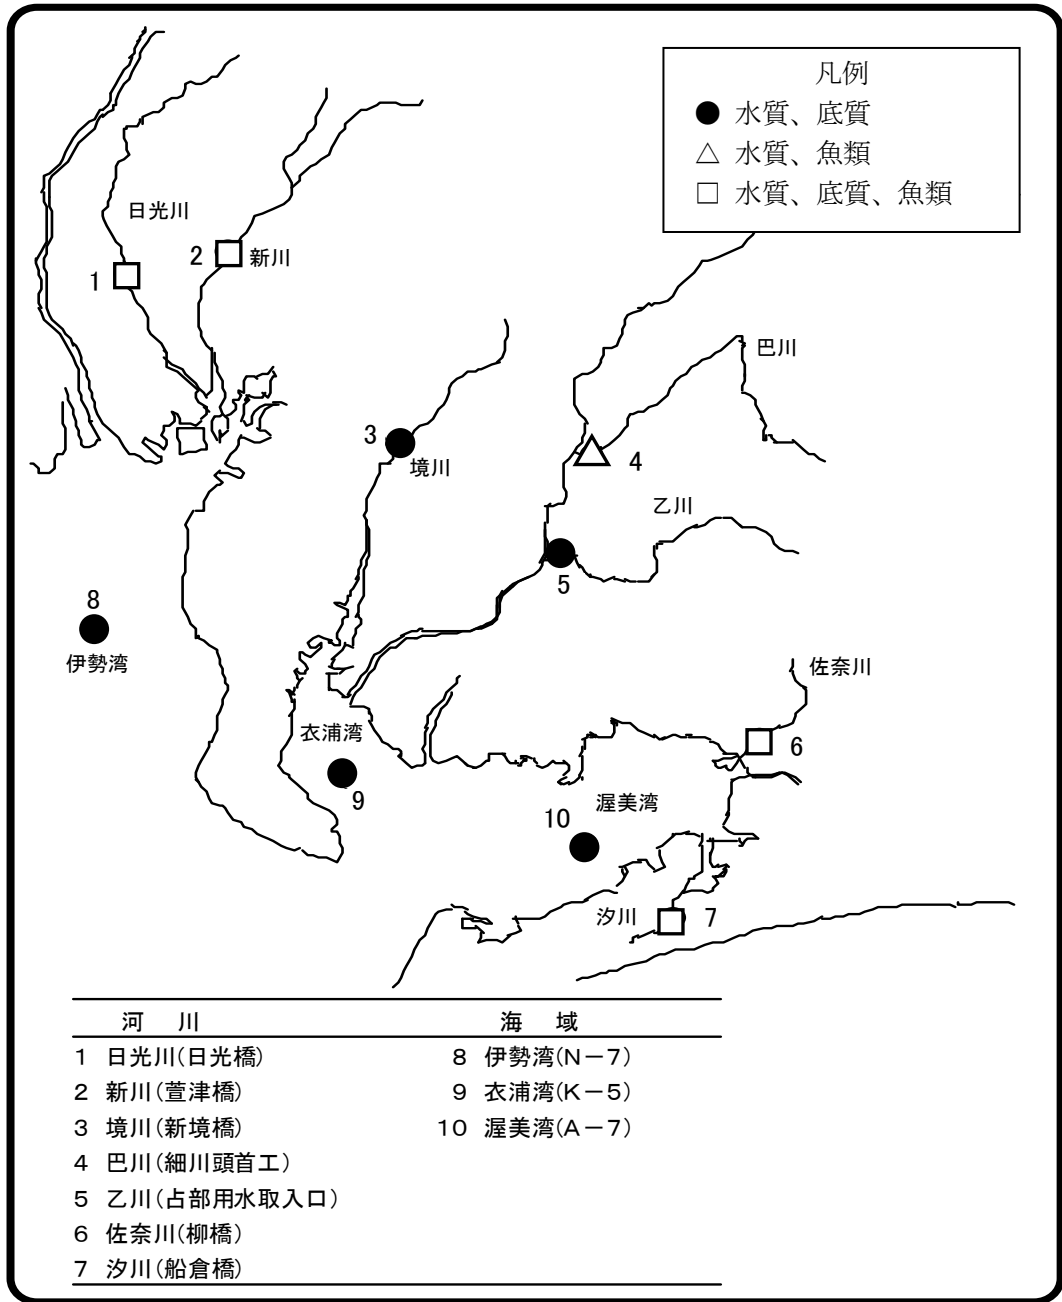 凡例
● 水質、底質
△ 水質、魚類
□ 水質、底質、魚類
日光川
2
新川
1
巴川
3
境川
4
乙川
5
8
伊勢湾
佐奈川
衣浦湾
6
9
渥美湾
10
汐川
7
河 川 海 域
1 日光川(日光橋) 8 伊勢湾(N-7)
2 新川(萱津橋) 9 衣浦湾(K-5)
3 境川(新境橋) 10 渥美湾(A-7)
4 巴川(細川頭首工)
5 乙川(占部用水取入口)
6 佐奈川(柳橋)
7 汐川(船倉橋)